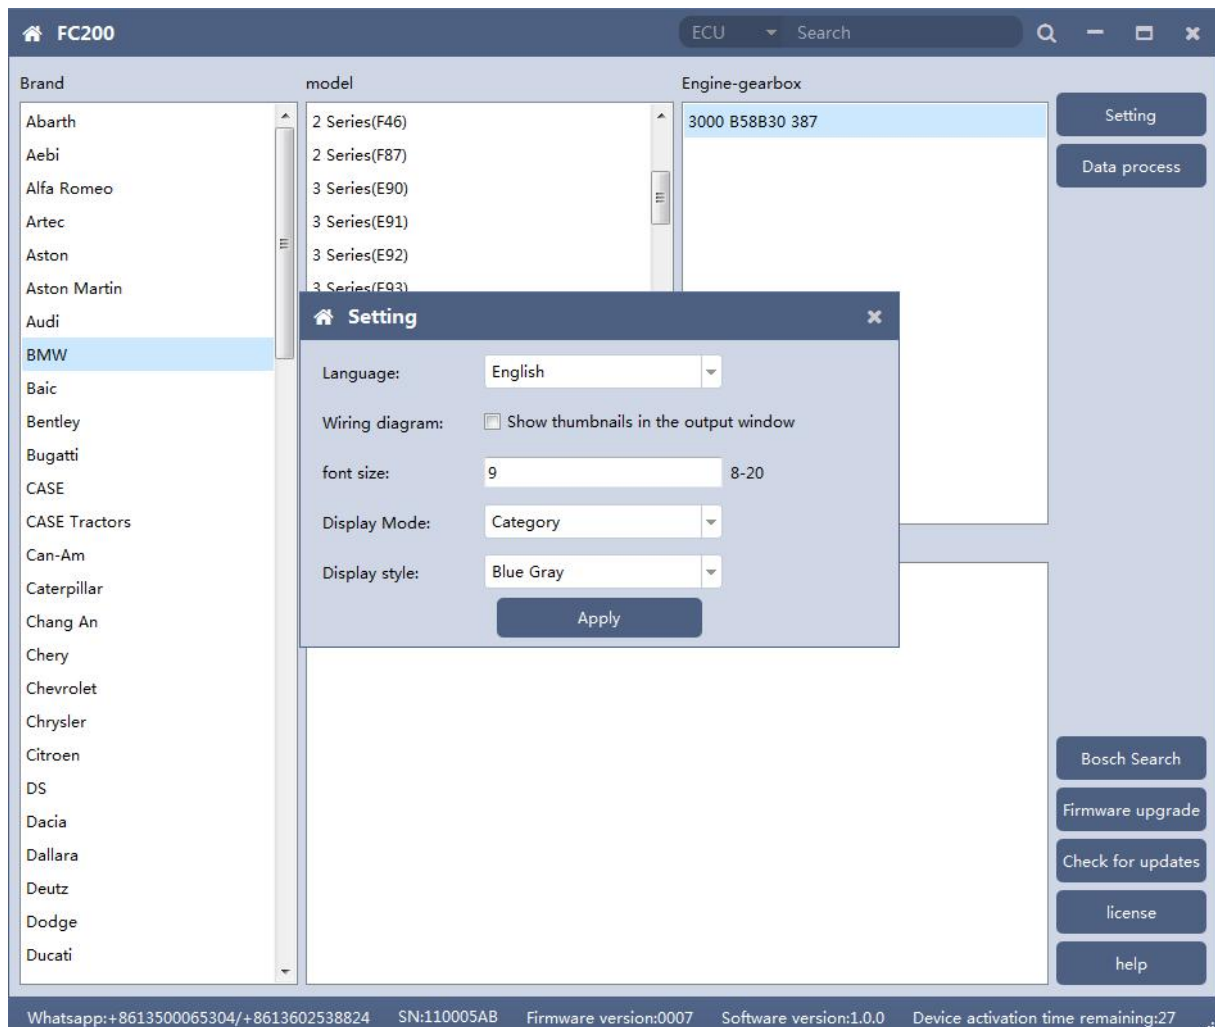 FC200
ECU Search
Brand
model
Engine-gearbox
Abarth
Aebi
Alfa Romeo
Artec
Aston
Aston Martin
Audi
BMW
Baic
Bentley
Bugatti
CASE
CASE Tractors
Can-Am
Caterpillar
Chang An
Chery
Chevrolet
Chrysler
Citroen
DS
Dacia
Dallara
Deutz
Dodge
Ducati
2 Series(F46)
2 Series(F87)
3 Series(E90)
3 Series(E91)
3 Series(E92)
3 Series(E93)
3000 B58B30 387
Setting
Data process
Setting
Language: English
Wiring diagram: Show thumbnails in the output window
font size: 9 8-20
Display Mode: Category
Display style: Blue Gray
Apply
Bosch Search
Firmware upgrade
Check for updates
license
help
Whatsapp:+8613500065304/+8613602538824 SN:110005AB Firmware version:0007 Software version:1.0.0 Device activation time remaining:27